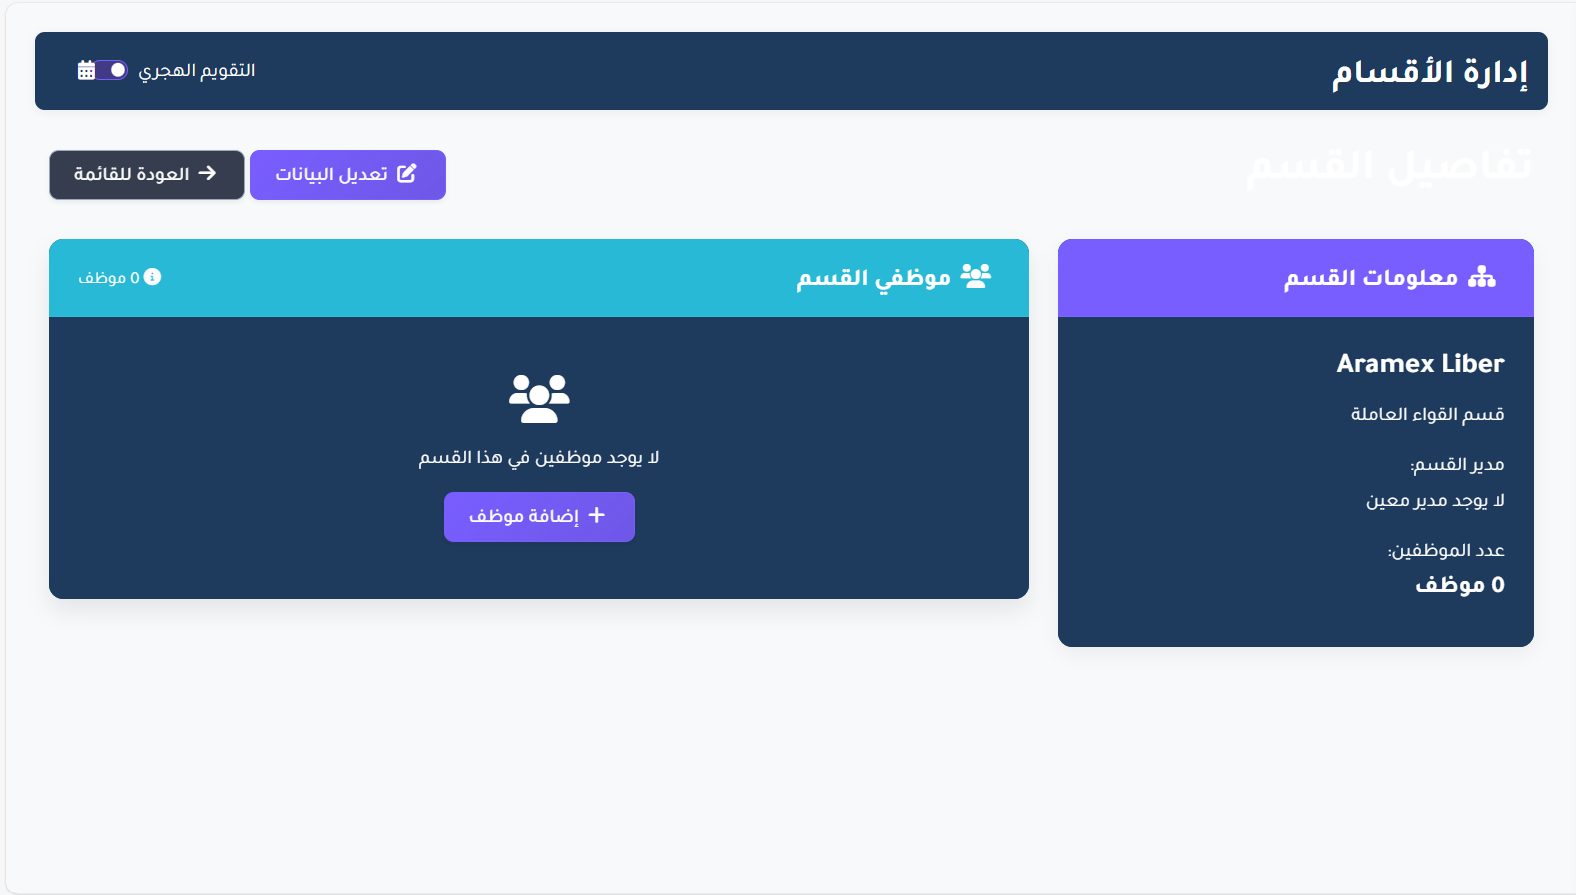 إدارة الأقسام
التقويم الهجري
تفاصيل القسم
تعديل البيانات
العودة للقائمة
معلومات القسم
Aramex Liber
قسم القواء العاملة
مدير القسم:
لا يوجد مدير معين
عدد الموظفين:
0 موظف
موظفي القسم
0 موظف
لا يوجد موظفين في هذا القسم
إضافة موظف